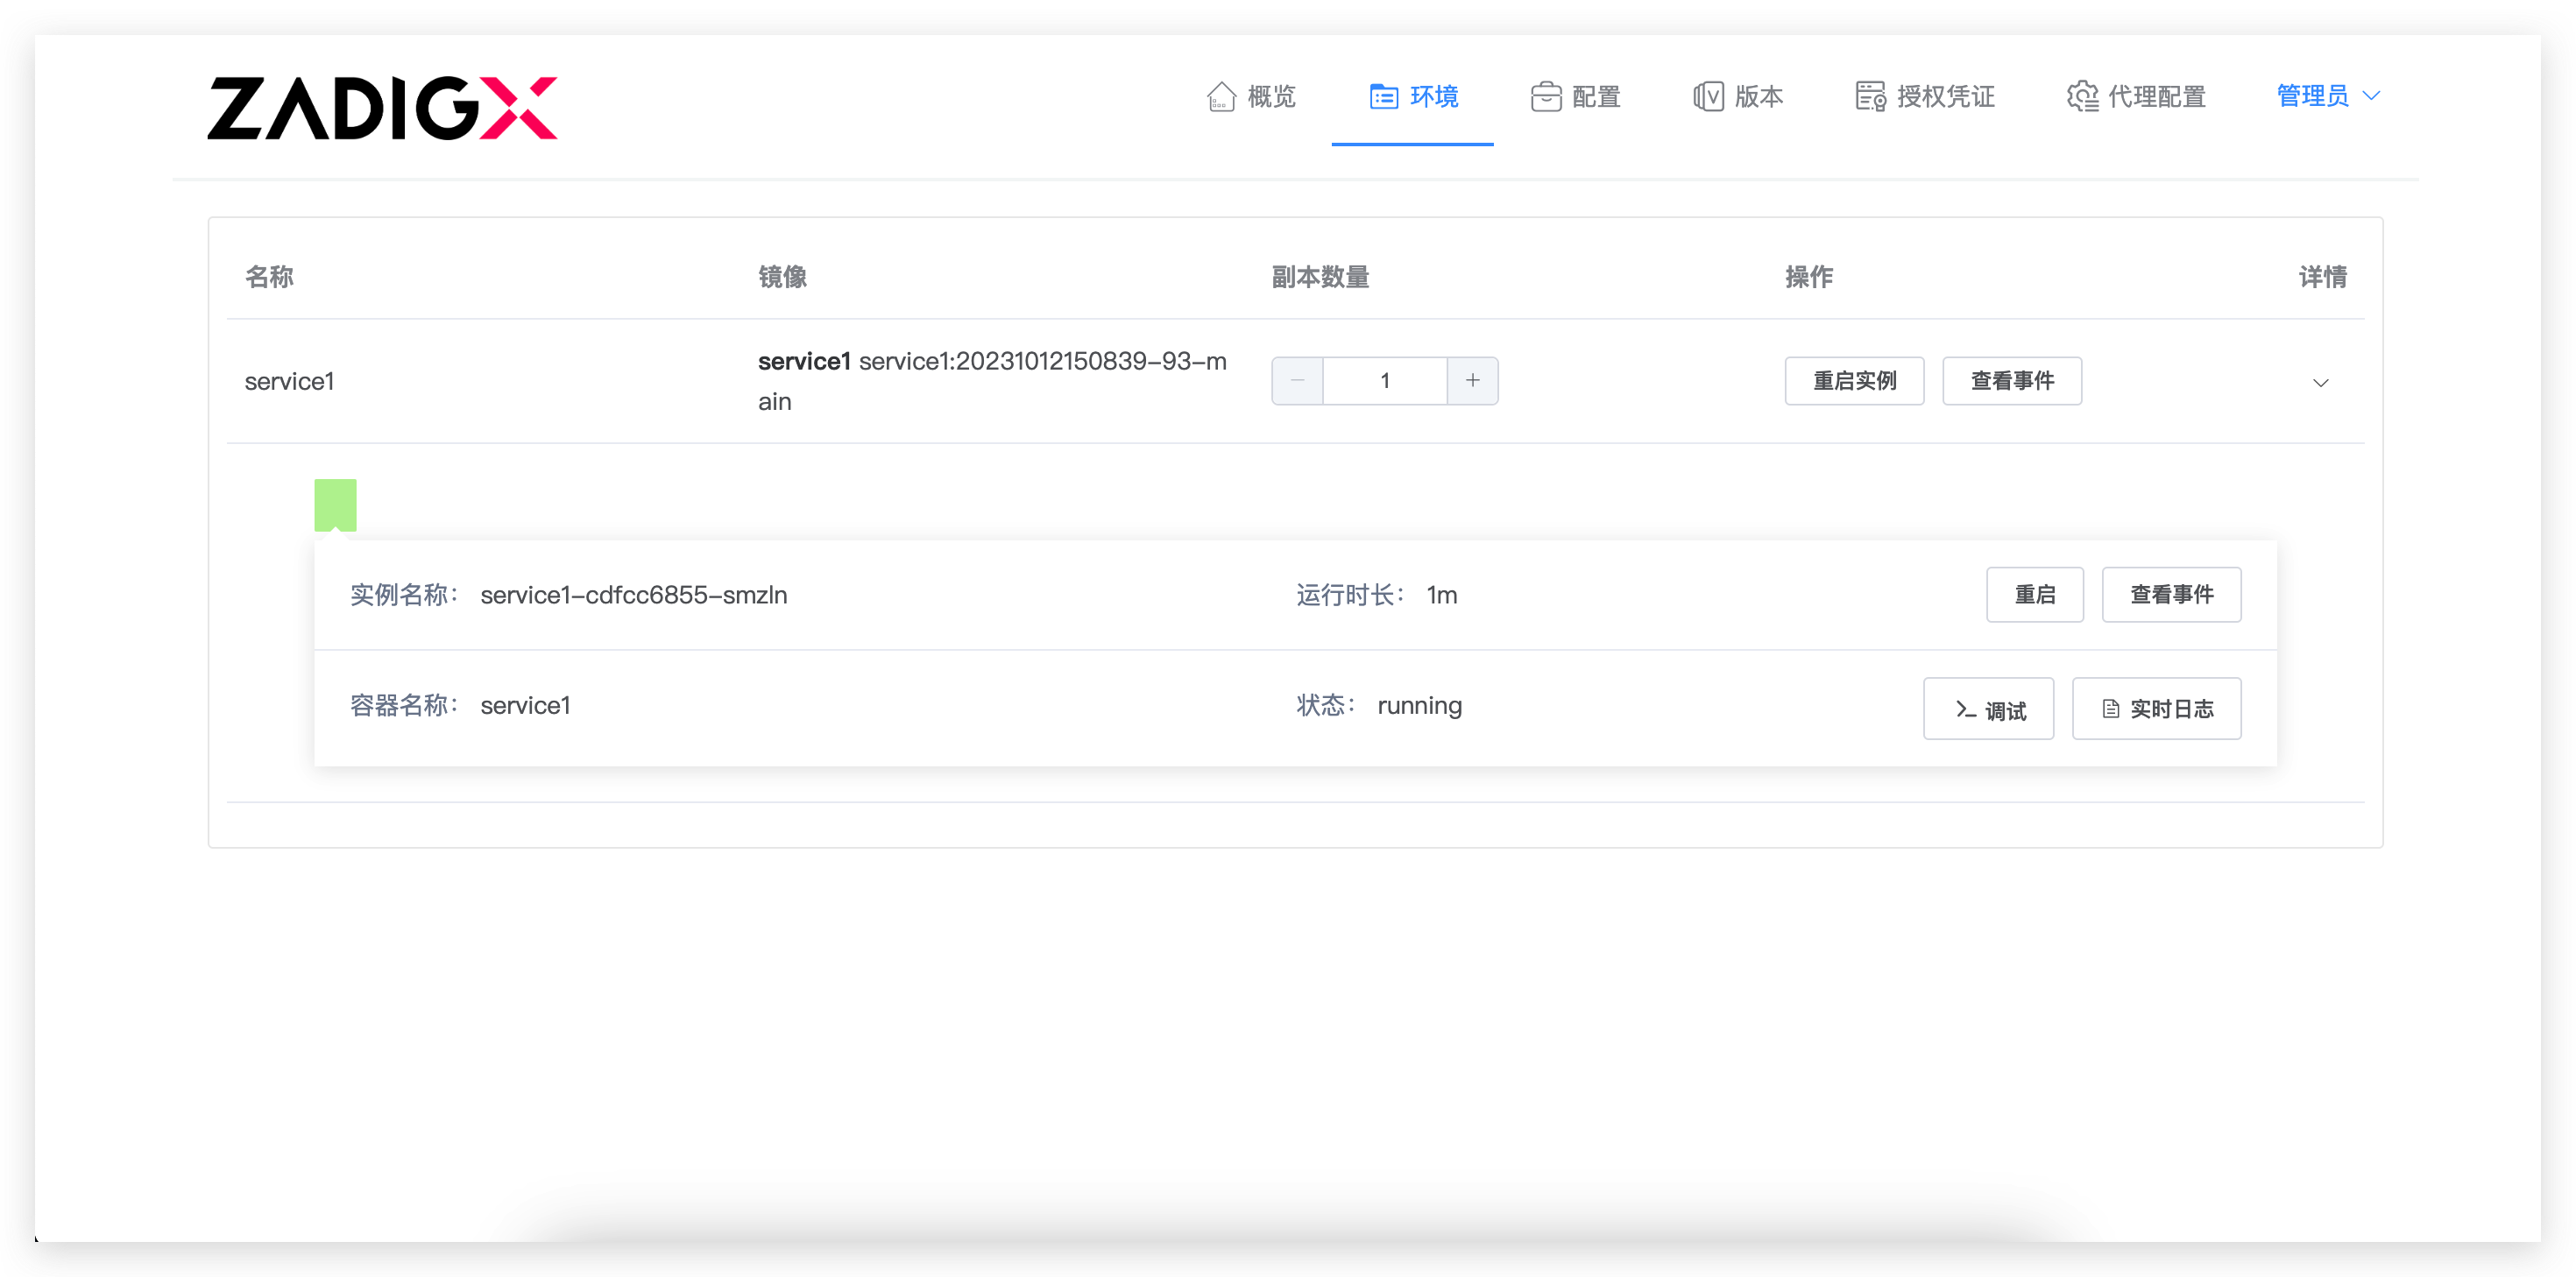 ZADIGX
概览 环境 配置 版本 授权凭证 代理配置 管理员
名称 镜像 副本数量 操作 详情
service1 service1 service1:20231012150839-93-m
ain
1 重启实例 查看事件
实例名称： service1-cdfcc6855-smzln 运行时长： 1m 重启 查看事件
容器名称： service1 状态： running >_ 调试 实时日志